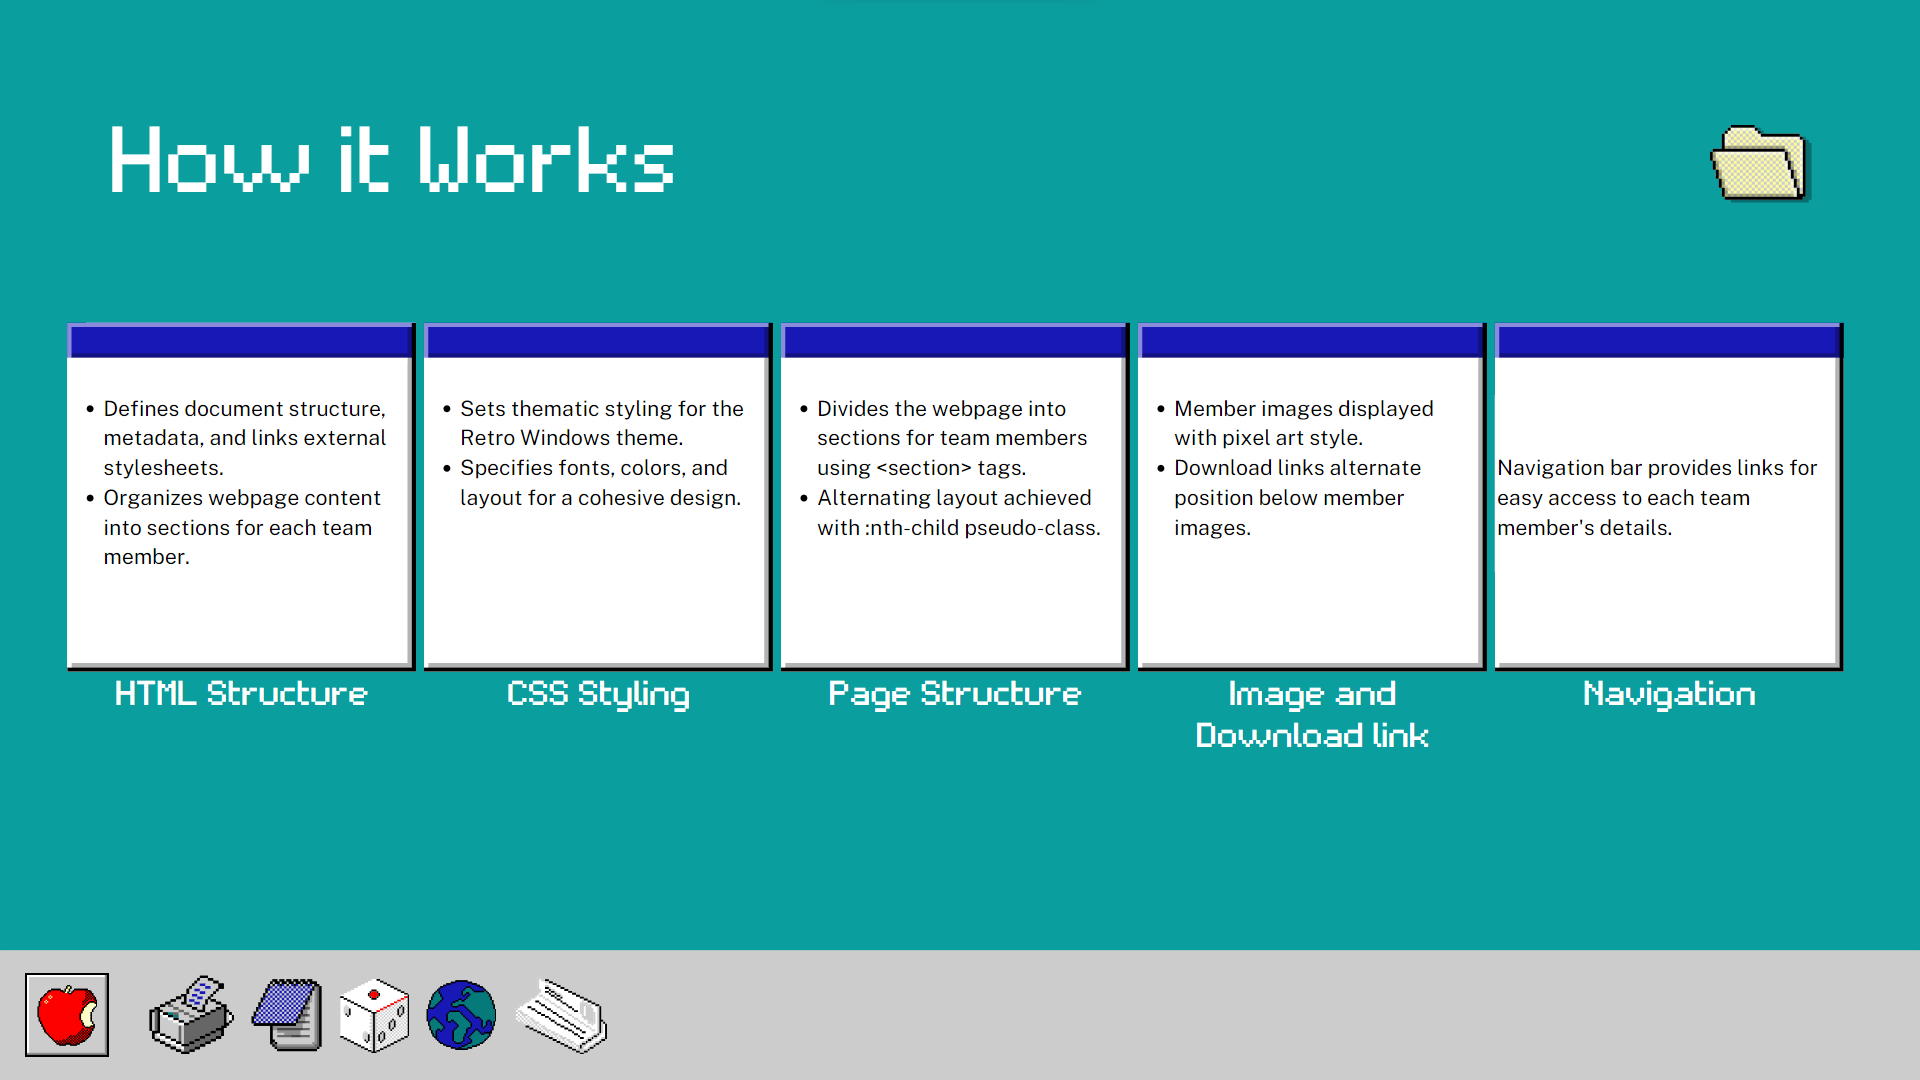 How it Works
• Defines document structure,
metadata, and links external
stylesheets.
• Organizes webpage content
into sections for each team
member.
HTML Structure
• Sets thematic styling for the
Retro Windows theme.
• Specifies fonts, colors, and
layout for a cohesive design.
CSS Styling
• Divides the webpage into
sections for team members
using <section> tags.
• Alternating layout achieved
with :nth-child pseudo-class.
Page Structure
• Member images displayed
with pixel art style.
• Download links alternate
position below member
images.
Image and
Download link
Navigation bar provides links for
easy access to each team
member's details.
Navigation